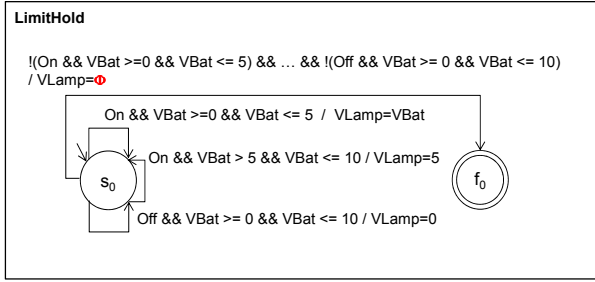 LimitHold
!(On && VBat >=0 && VBat <= 5) && … && !(Off && VBat >= 0 && VBat <= 10)
/ VLamp=Φ
On && VBat >=0 && VBat <= 5 / VLamp=VBat
On && VBat > 5 && VBat <= 10 / VLamp=5
s0
f0
Off && VBat >= 0 && VBat <= 10 / VLamp=0